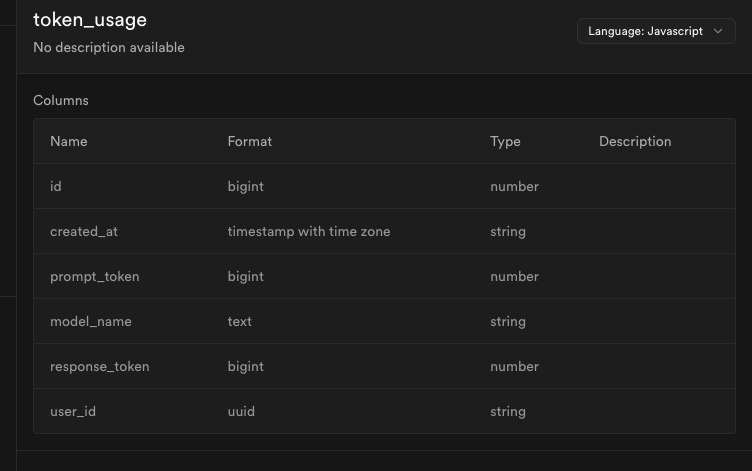 token_usage
No description available
Language: Javascript
Columns
Name Format Type Description
id bigint number
created_at timestamp with time zone string
prompt_token bigint number
model_name text string
response_token bigint number
user_id uuid string